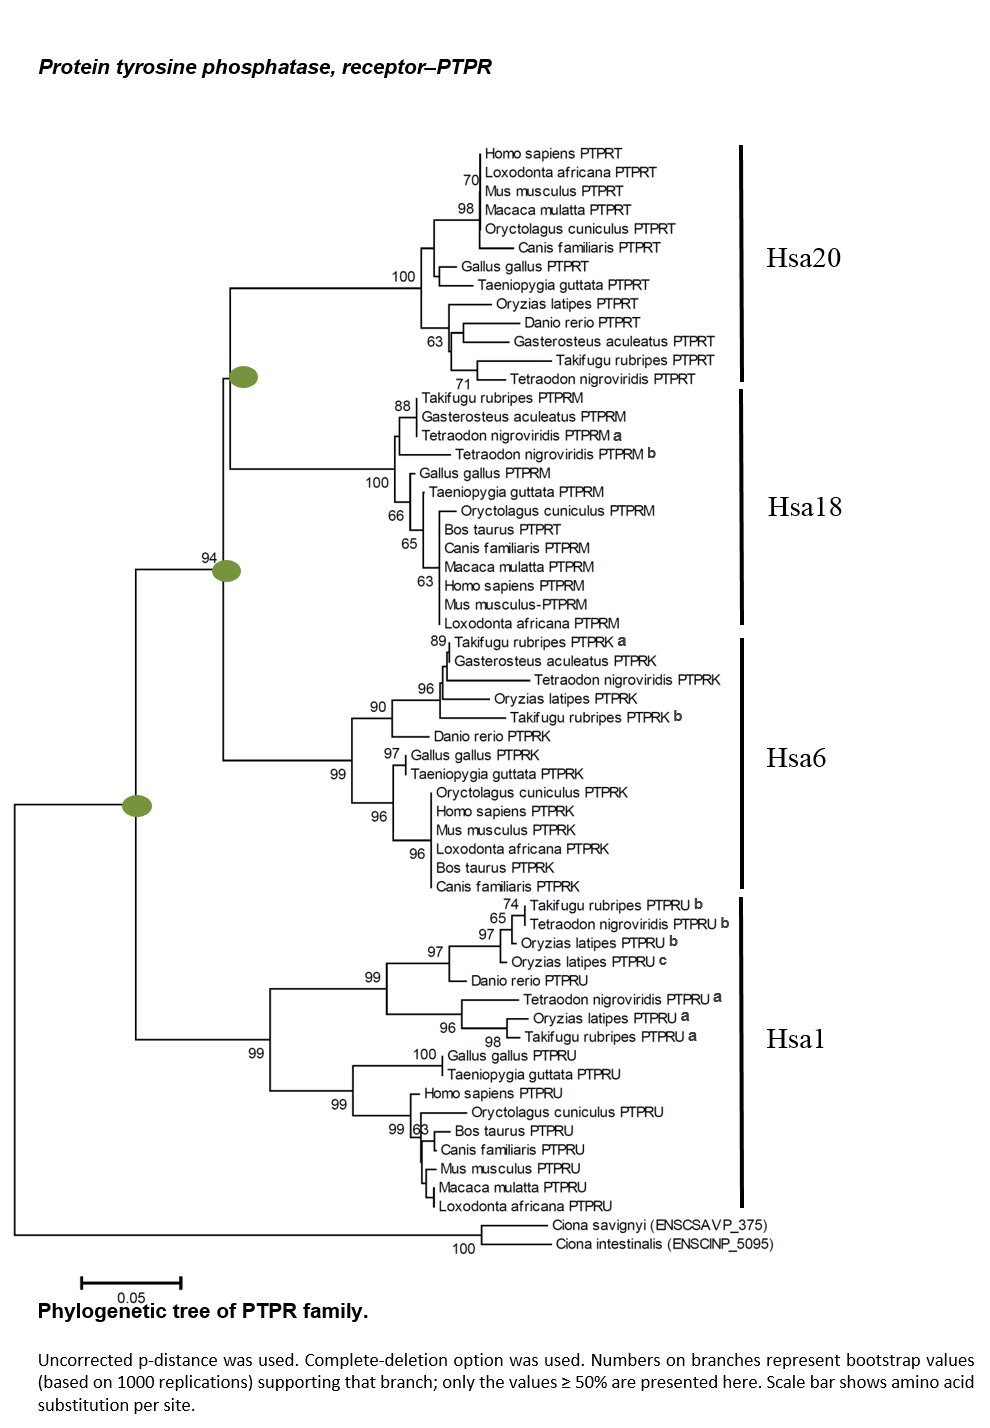 Protein tyrosine phosphatase, receptor–PTPR
Homo sapiens PTPRT
Loxodonta africana PTPRT
70
Mus musculus PTPRT
98
Macaca mulatta PTPRT
Oryctolagus cuniculus PTPRT
Canis familiaris PTPRT
Hsa20
Gallus gallus PTPRT
100
Taeniopygia guttata PTPRT
Oryzias latipes PTPRT
Danio rerio PTPRT
63
Gasterosteus aculeatus PTPRT
Takifugu rubripes PTPRT
71
Tetraodon nigroviridis PTPRT
Takifugu rubripes PTPRM
88
Gasterosteus aculeatus PTPRM
Tetraodon nigroviridis PTPRM a
Tetraodon nigroviridis PTPRM b
100
Gallus gallus PTPRM
Taeniopygia guttata PTPRM
Hsa18
66
Oryctolagus cuniculus PTPRM
Bos taurus PTPRT
65
Canis familiaris PTPRM
94
Macaca mulatta PTPRM
63
Homo sapiens PTPRM
Mus musculus-PTPRM
Loxodonta africana PTPRM
89
Takifugu rubripes PTPRK a
Gasterosteus aculeatus PTPRK
Tetraodon nigroviridis PTPRK
96
Oryzias latipes PTPRK
90
Takifugu rubripes PTPRK b
Danio rerio PTPRK
97
Gallus gallus PTPRK
Hsa6
99
Taeniopygia guttata PTPRK
Oryctolagus cuniculus PTPRK
96
Homo sapiens PTPRK
Mus musculus PTPRK
96
Loxodonta africana PTPRK
Bos taurus PTPRK
Canis familiaris PTPRK
74
Takifugu rubripes PTPRU b
65
Tetraodon nigroviridis PTPRU b
97
Oryzias latipes PTPRU b
97
Oryzias latipes PTPRU c
99
Danio rerio PTPRU
Tetraodon nigroviridis PTPRU a
96
Oryzias latipes PTPRU a
98
Takifugu rubripes PTPRU a
Hsa1
99
100
Gallus gallus PTPRU
Taeniopygia guttata PTPRU
99
Homo sapiens PTPRU
Oryctolagus cuniculus PTPRU
99
63
Bos taurus PTPRU
Canis familiaris PTPRU
Mus musculus PTPRU
Macaca mulatta PTPRU
Loxodonta africana PTPRU
Ciona savignyi (ENSCSAVP_375)
100
Ciona intestinalis (ENSCINP_5095)
0.05
Phylogenetic tree of PTPR family.
Uncorrected p-distance was used. Complete-deletion option was used. Numbers on branches represent bootstrap values
(based on 1000 replications) supporting that branch; only the values ≥ 50% are presented here. Scale bar shows amino acid
substitution per site.